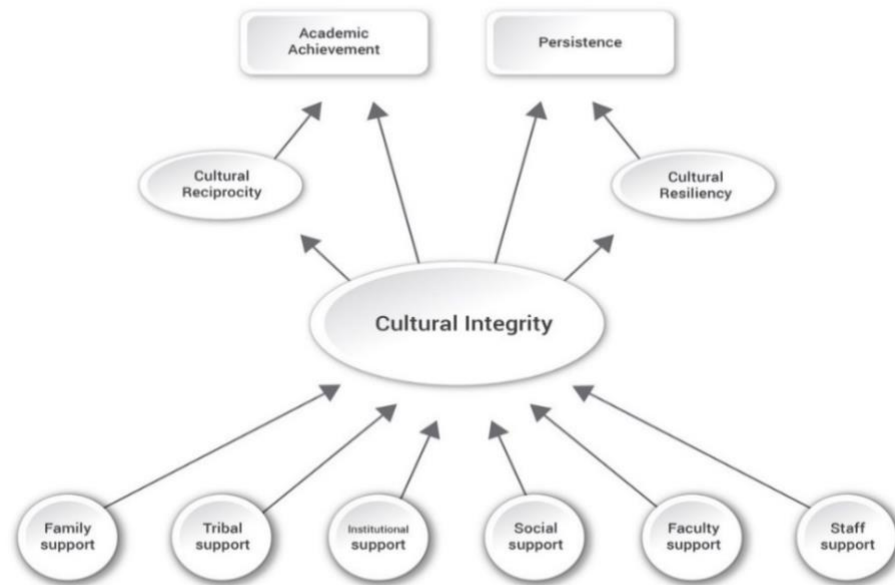 Academic
Achievement
Persistence
Cultural
Reciprocity
Cultural
Resiliency
Cultural Integrity
Family
support
Tribal
support
Institutional
support
Social
support
Faculty
support
Staff
support